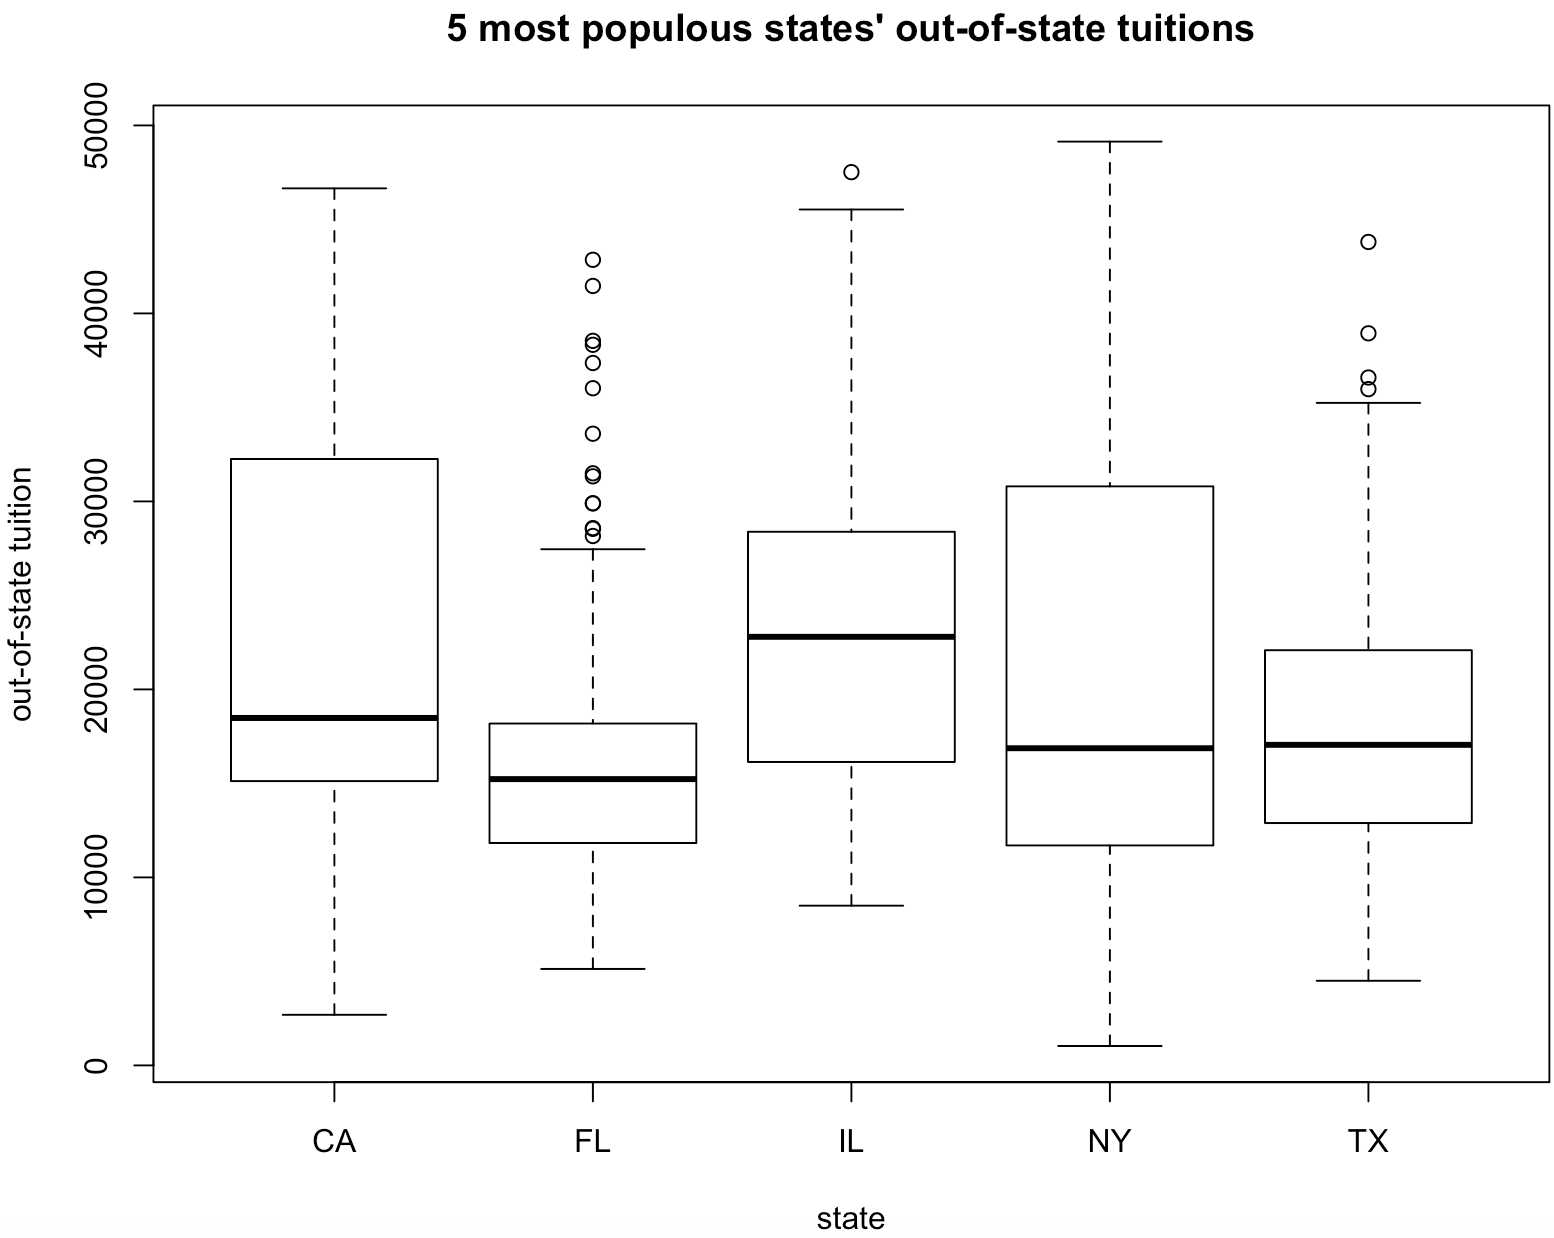 5 most populous states' out-of-state tuitions
50000
40000
30000
20000
10000
0
out-of-state tuition
CA FL IL NY TX
state